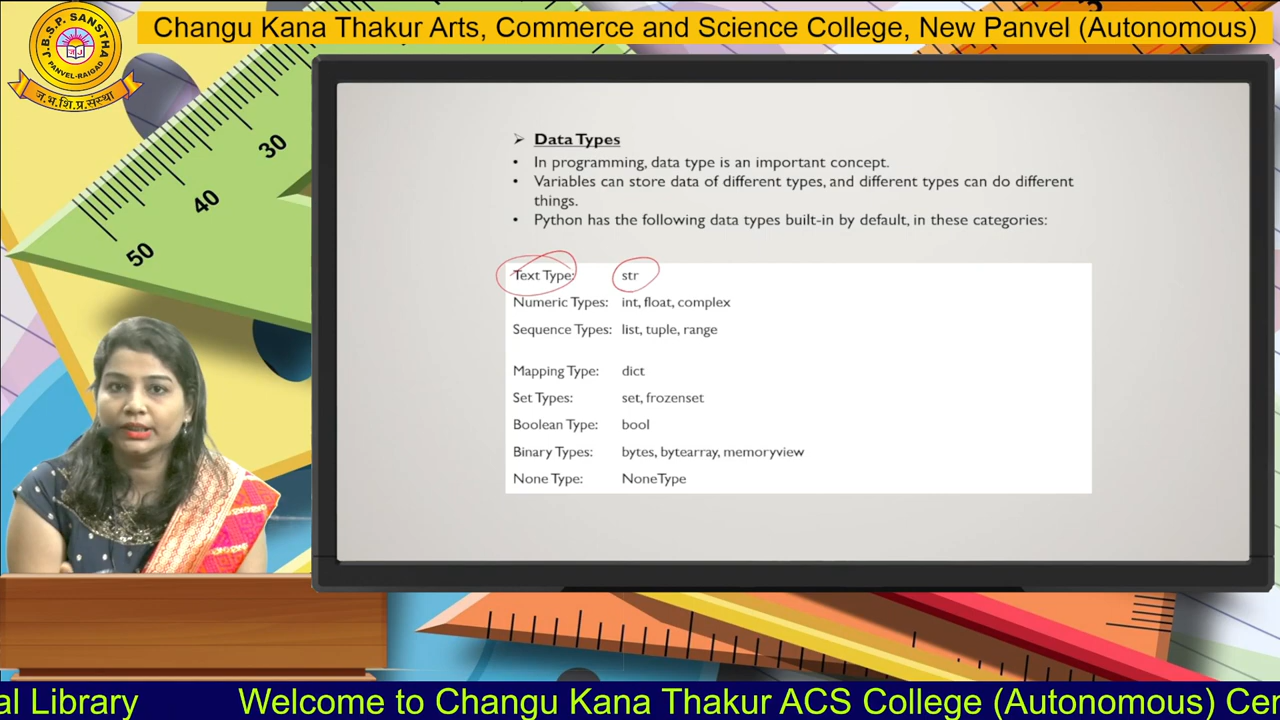 Changu Kana Thakur Arts, Commerce and Science College, New Panvel (Autonomous)
J.B.S.P. SANSTHA
PANVEL-RAIGAD
ज.भ.शि.प्र.संस्था
30
40
50
➢ Data Types
• In programming, data type is an important concept.
• Variables can store data of different types, and different types can do different
things.
• Python has the following data types built-in by default, in these categories:
Text Type: str
Numeric Types: int, float, complex
Sequence Types: list, tuple, range
Mapping Type: dict
Set Types: set, frozenset
Boolean Type: bool
Binary Types: bytes, bytearray, memoryview
None Type: NoneType
al Library Welcome to Changu Kana Thakur ACS College (Autonomous) Cen